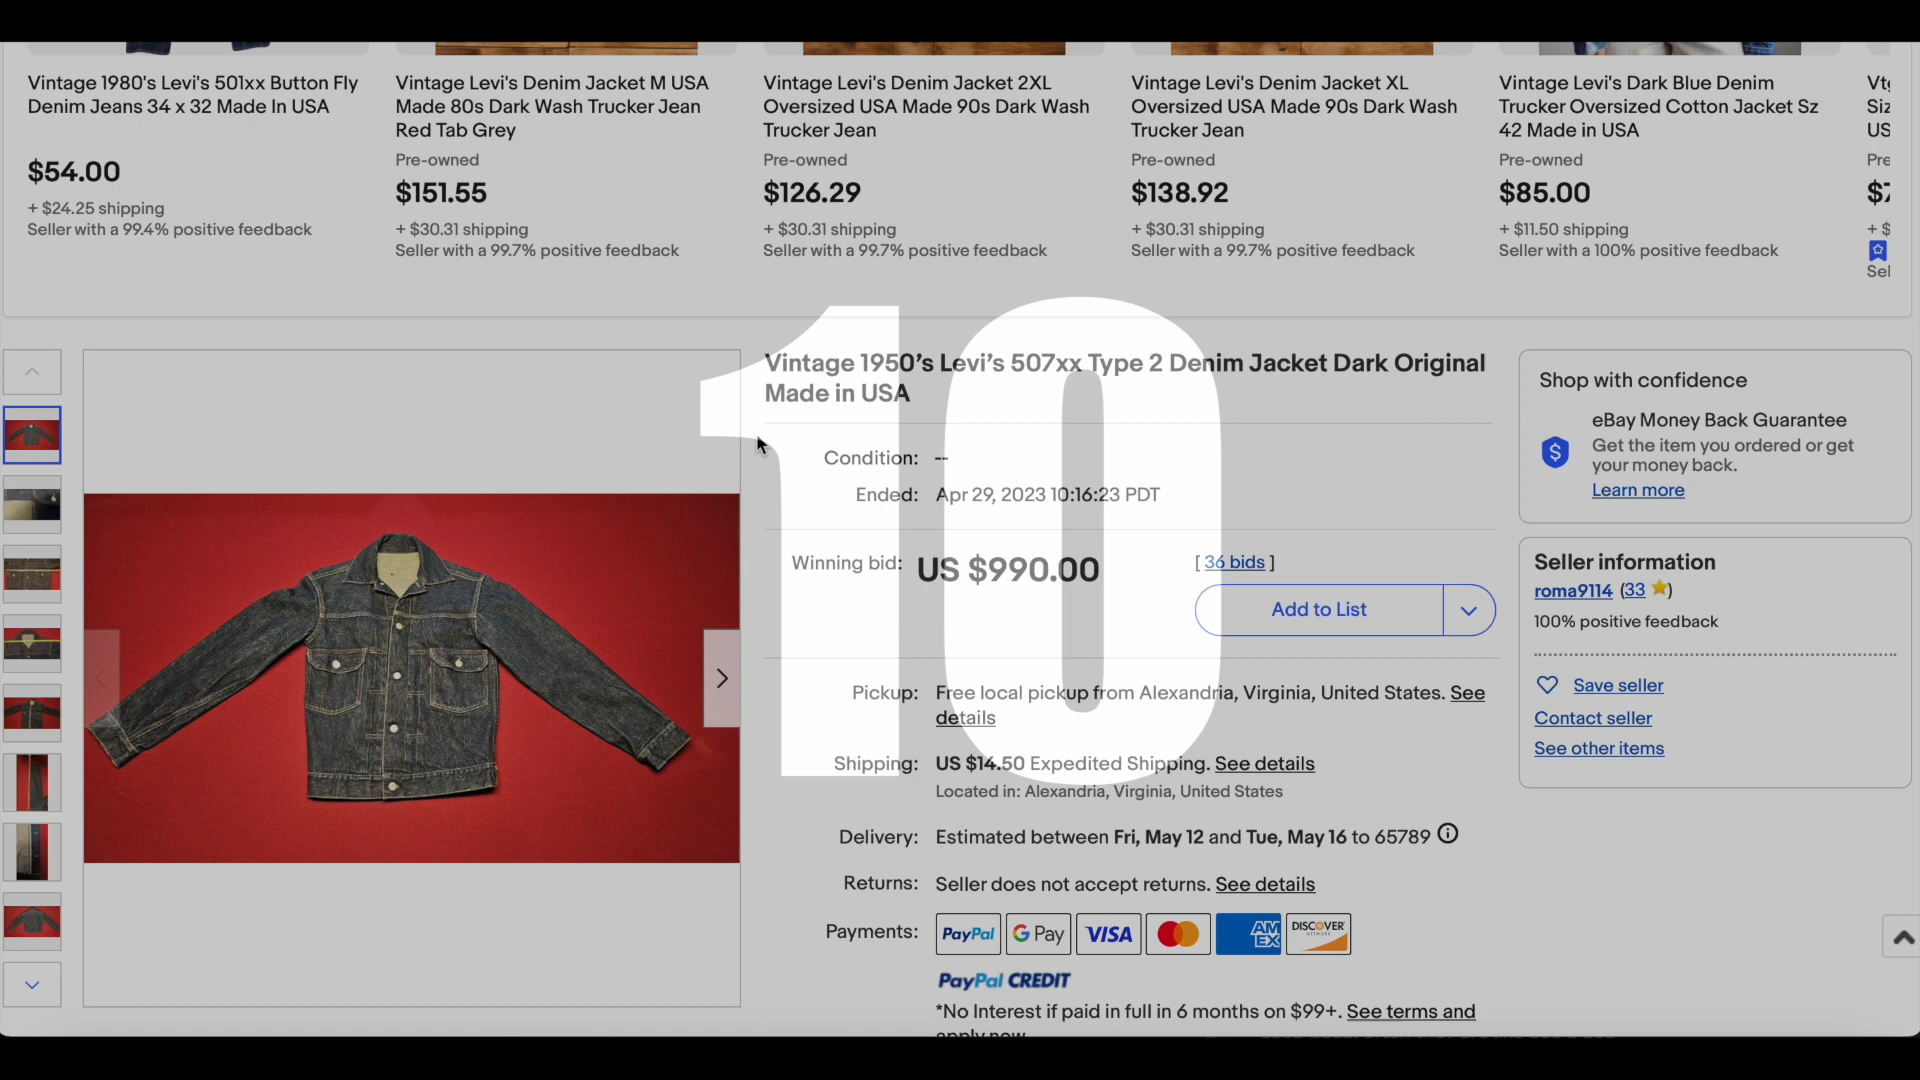 Vintage 1980's Levi's 501xx Button Fly
Denim Jeans 34 x 32 Made In USA
$54.00
+ $24.25 shipping
Seller with a 99.4% positive feedback
Vintage Levi's Denim Jacket M USA
Made 80s Dark Wash Trucker Jean
Red Tab Grey
Pre-owned
$151.55
+ $30.31 shipping
Seller with a 99.7% positive feedback
Vintage Levi's Denim Jacket 2XL
Oversized USA Made 90s Dark Wash
Trucker Jean
Pre-owned
$126.29
+ $30.31 shipping
Seller with a 99.7% positive feedback
Vintage Levi's Denim Jacket XL
Oversized USA Made 90s Dark Wash
Trucker Jean
Pre-owned
$138.92
+ $30.31 shipping
Seller with a 99.7% positive feedback
Vintage Levi's Dark Blue Denim
Trucker Oversized Cotton Jacket Sz
42 Made in USA
Pre-owned
$85.00
+ $11.50 shipping
Seller with a 100% positive feedback
10
Vintage 1950’s Levi’s 507xx Type 2 Denim Jacket Dark Original
Made in USA
Condition: --
Ended: Apr 29, 2023 10:16:23 PDT
Winning bid: US $990.00 [ 36 bids ]
Add to List
Pickup: Free local pickup from Alexandria, Virginia, United States. See
details
Shipping: US $14.50 Expedited Shipping. See details
Located in: Alexandria, Virginia, United States
Delivery: Estimated between Fri, May 12 and Tue, May 16 to 65789
Returns: Seller does not accept returns. See details
Payments: PayPal G Pay VISA AM EX DISCOVER NETWORK
PayPal CREDIT
*No Interest if paid in full in 6 months on $99+. See terms and
apply now
Shop with confidence
eBay Money Back Guarantee
Get the item you ordered or get
your money back.
Learn more
Seller information
roma9114 (33 )
100% positive feedback
Save seller
Contact seller
See other items